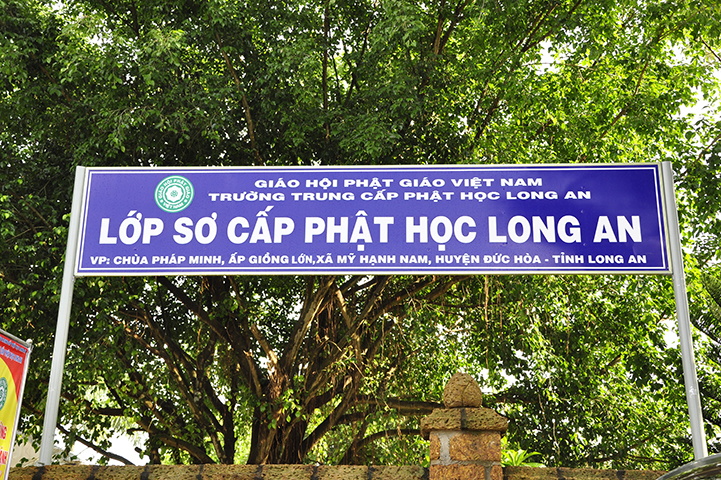 GIÁO HỘI PHẬT GIÁO VIỆT NAM
TRƯỜNG TRUNG CẤP PHẬT HỌC LONG AN
LỚP SƠ CẤP PHẬT HỌC LONG AN
VP: CHÙA PHÁP MINH, ẤP GIỒNG LỚN,XÃ MỸ HẠNH NAM, HUYỆN ĐỨC HÒA - TỈNH LONG AN